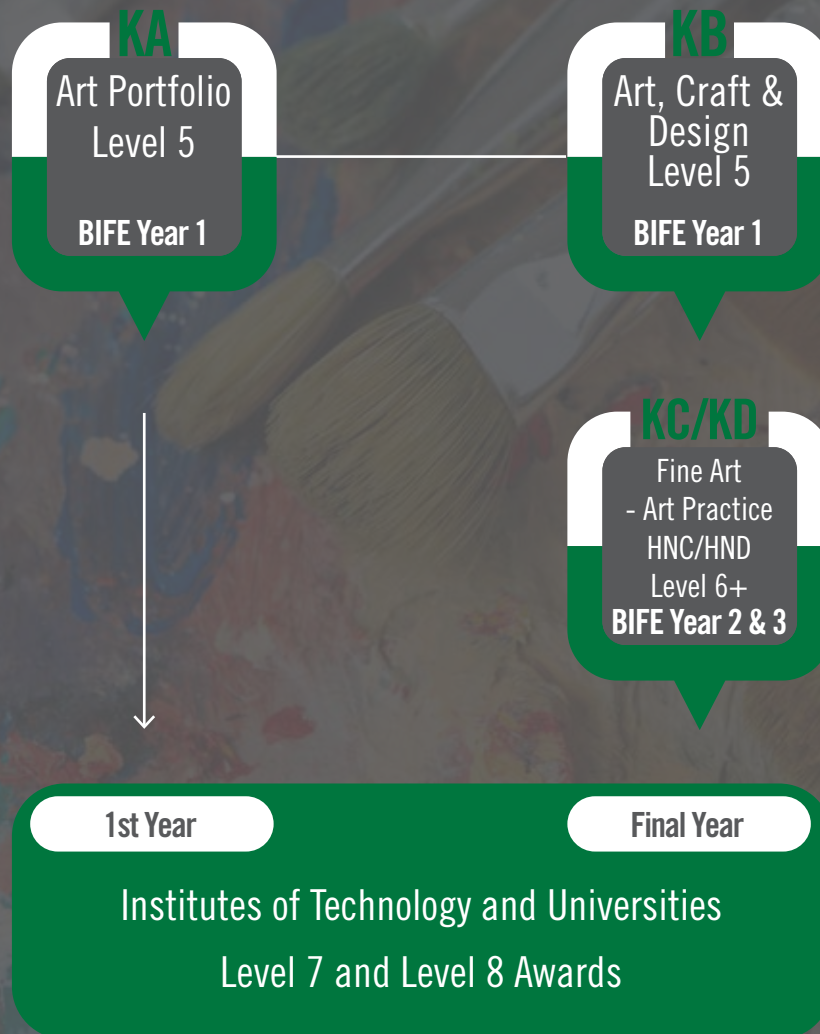 KA
Art Portfolio
Level 5
BIFE Year 1
KB
Art, Craft &
Design
Level 5
BIFE Year 1
KC/KD
Fine Art
- Art Practice
HNC/HND
Level 6+
BIFE Year 2 & 3
1st Year
Final Year
Institutes of Technology and Universities
Level 7 and Level 8 Awards